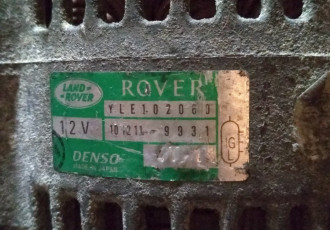 LAND
ROVER
ROVER
YLE102080
12V
101211-9931
IG
L
DENSO
MADE IN JAPAN